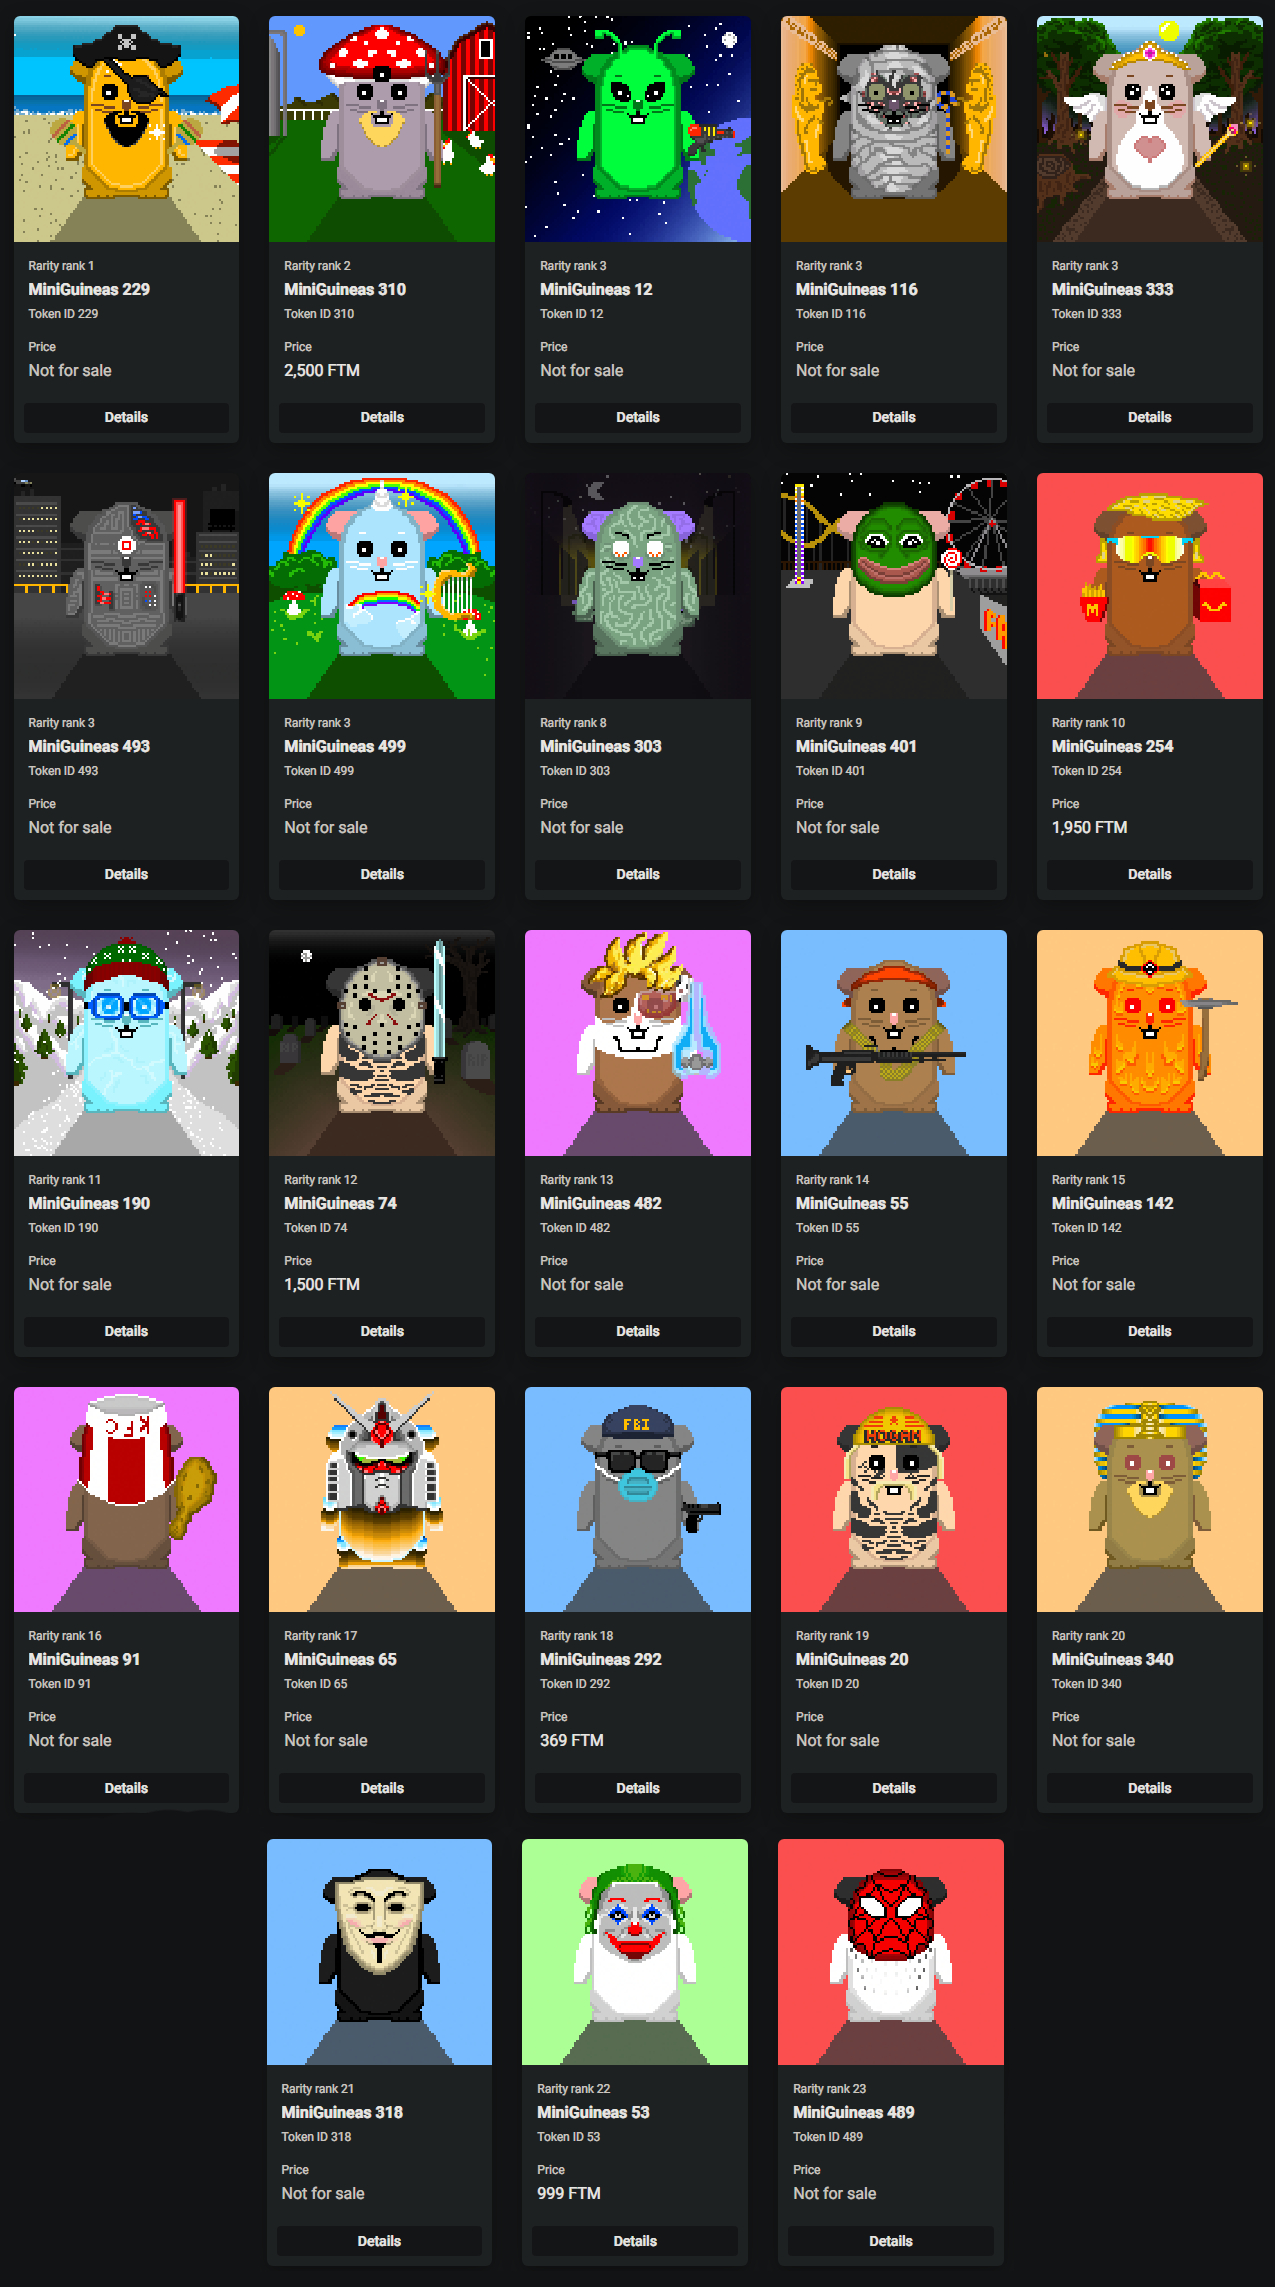 Rarity rank 1
MiniGuineas 229
Token ID 229
Price
Not for sale
Details
Rarity rank 2
MiniGuineas 310
Token ID 310
Price
2,500 FTM
Details
Rarity rank 3
MiniGuineas 12
Token ID 12
Price
Not for sale
Details
Rarity rank 3
MiniGuineas 116
Token ID 116
Price
Not for sale
Details
Rarity rank 3
MiniGuineas 333
Token ID 333
Price
Not for sale
Details
Rarity rank 3
MiniGuineas 493
Token ID 493
Price
Not for sale
Details
Rarity rank 3
MiniGuineas 499
Token ID 499
Price
Not for sale
Details
Rarity rank 8
MiniGuineas 303
Token ID 303
Price
Not for sale
Details
Rarity rank 9
MiniGuineas 401
Token ID 401
Price
Not for sale
Details
M
Rarity rank 10
MiniGuineas 254
Token ID 254
Price
1,950 FTM
Details
Rarity rank 11
MiniGuineas 190
Token ID 190
Price
Not for sale
Details
Rarity rank 12
MiniGuineas 74
Token ID 74
Price
1,500 FTM
Details
Rarity rank 13
MiniGuineas 482
Token ID 482
Price
Not for sale
Details
Rarity rank 14
MiniGuineas 55
Token ID 55
Price
Not for sale
Details
Rarity rank 15
MiniGuineas 142
Token ID 142
Price
Not for sale
Details
KFC
Rarity rank 16
MiniGuineas 91
Token ID 91
Price
Not for sale
Details
Rarity rank 17
MiniGuineas 65
Token ID 65
Price
Not for sale
Details
FBI
Rarity rank 18
MiniGuineas 292
Token ID 292
Price
369 FTM
Details
HOGAN
Rarity rank 19
MiniGuineas 20
Token ID 20
Price
Not for sale
Details
Rarity rank 20
MiniGuineas 340
Token ID 340
Price
Not for sale
Details
Rarity rank 21
MiniGuineas 318
Token ID 318
Price
Not for sale
Details
Rarity rank 22
MiniGuineas 53
Token ID 53
Price
999 FTM
Details
Rarity rank 23
MiniGuineas 489
Token ID 489
Price
Not for sale
Details